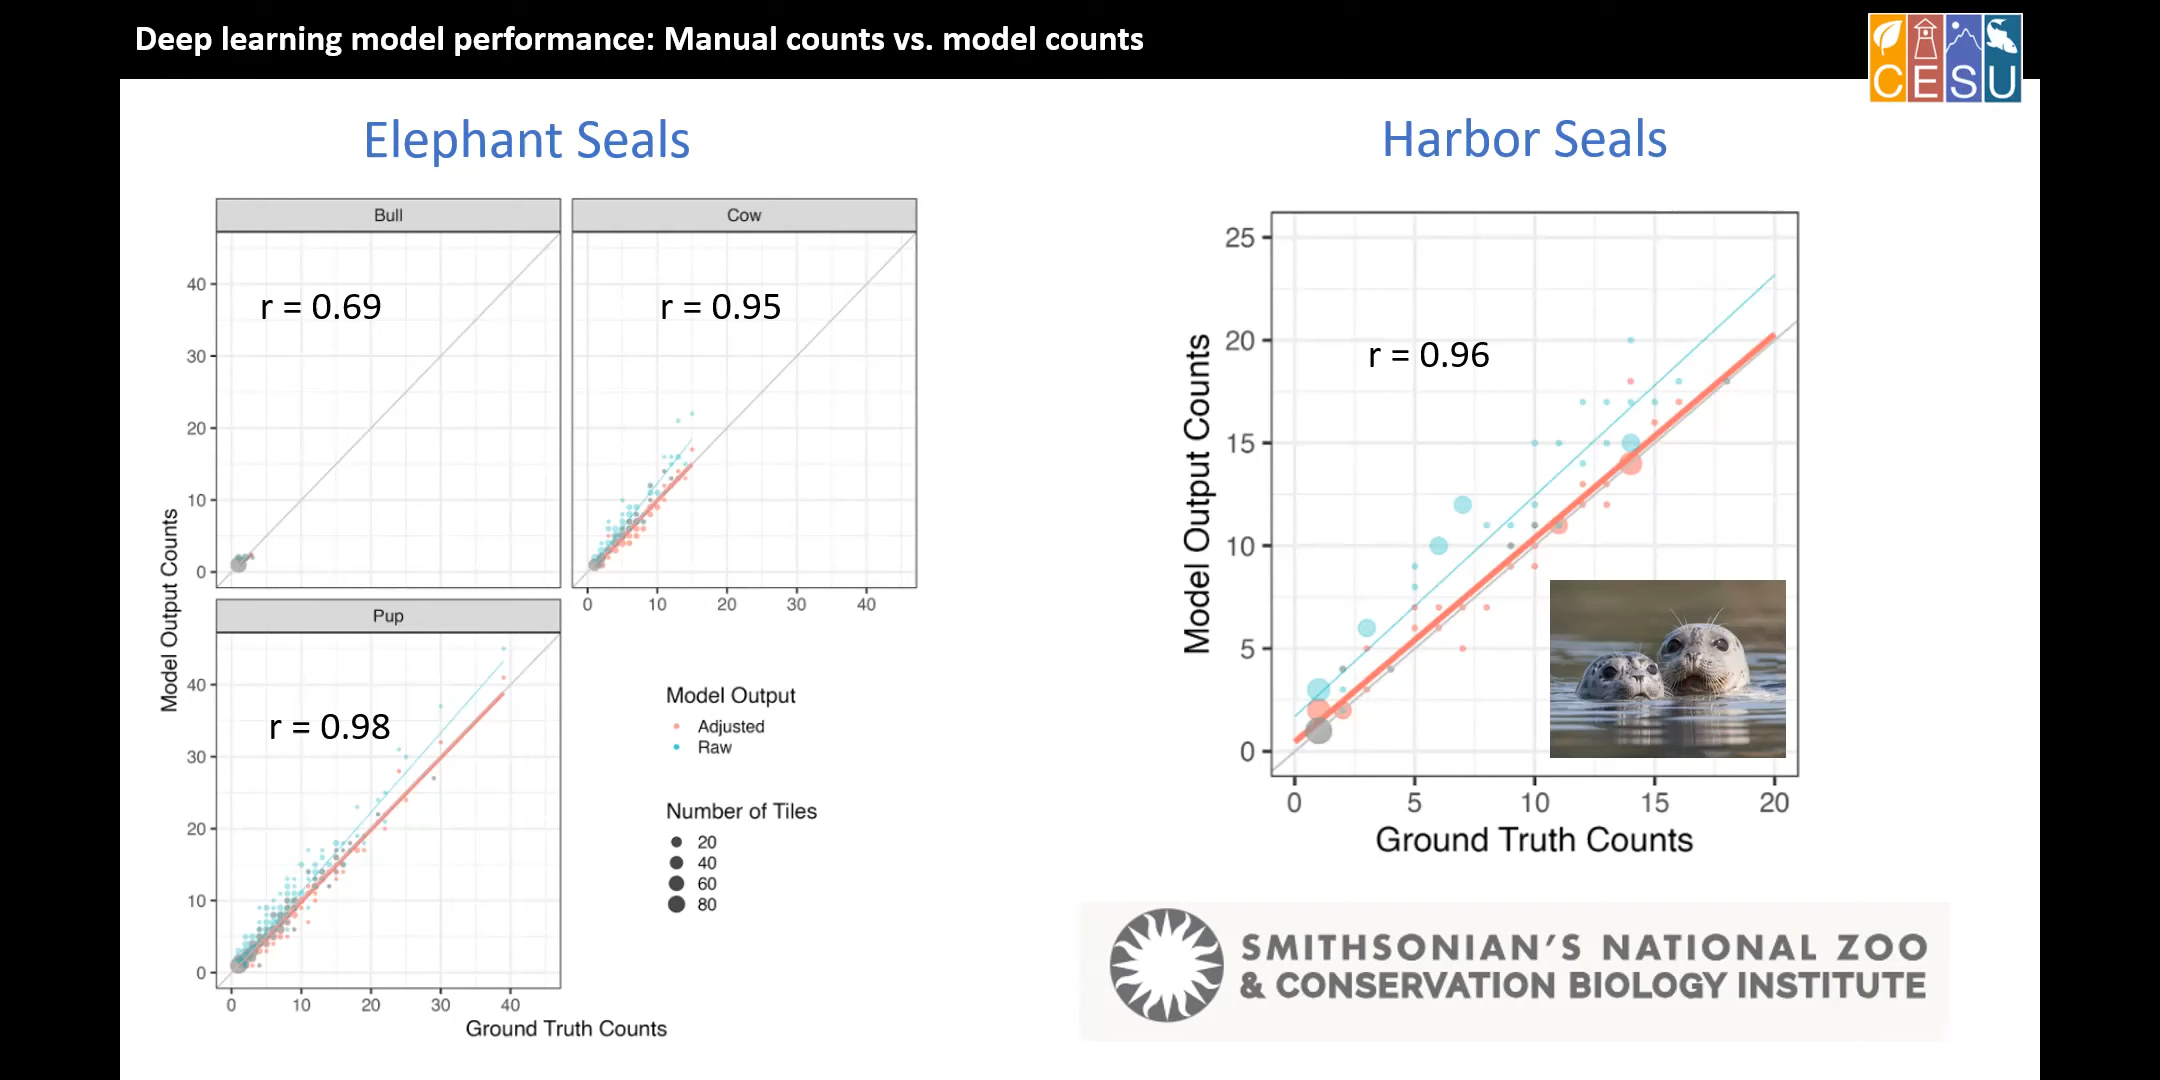 Deep learning model performance: Manual counts vs. model counts
CESU
Elephant Seals
Bull
Cow
40
30
20
10
0
r = 0.69
r = 0.95
0 10 20 30 40
Pup
40
30
20
10
0
r = 0.98
0 10 20 30 40
Model Output Counts
Ground Truth Counts
Model Output
Adjusted
Raw
Number of Tiles
20
40
60
80
Harbor Seals
25
20
15
10
5
0
r = 0.96
0 5 10 15 20
Model Output Counts
Ground Truth Counts
SMITHSONIAN'S NATIONAL ZOO
& CONSERVATION BIOLOGY INSTITUTE